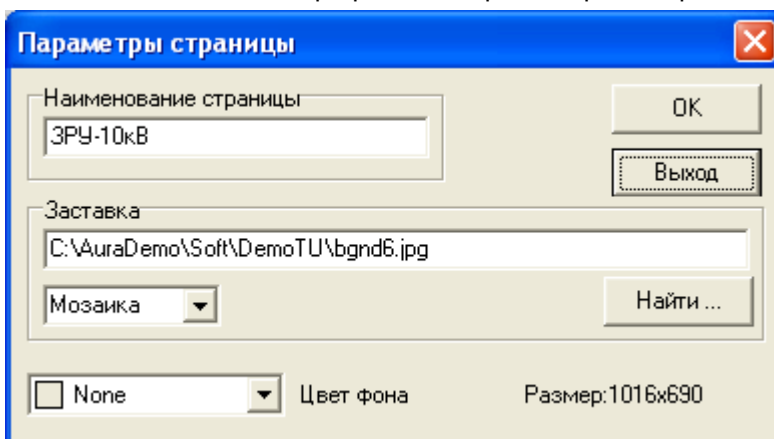 Параметры страницы
Наименование страницы
ЗРУ-10кВ
OK
Выход
Заставка
C:\AuraDemo\Soft\DemoTU\bgnd6.jpg
Мозаика
Найти ...
None
Цвет фона
Размер:1016x690